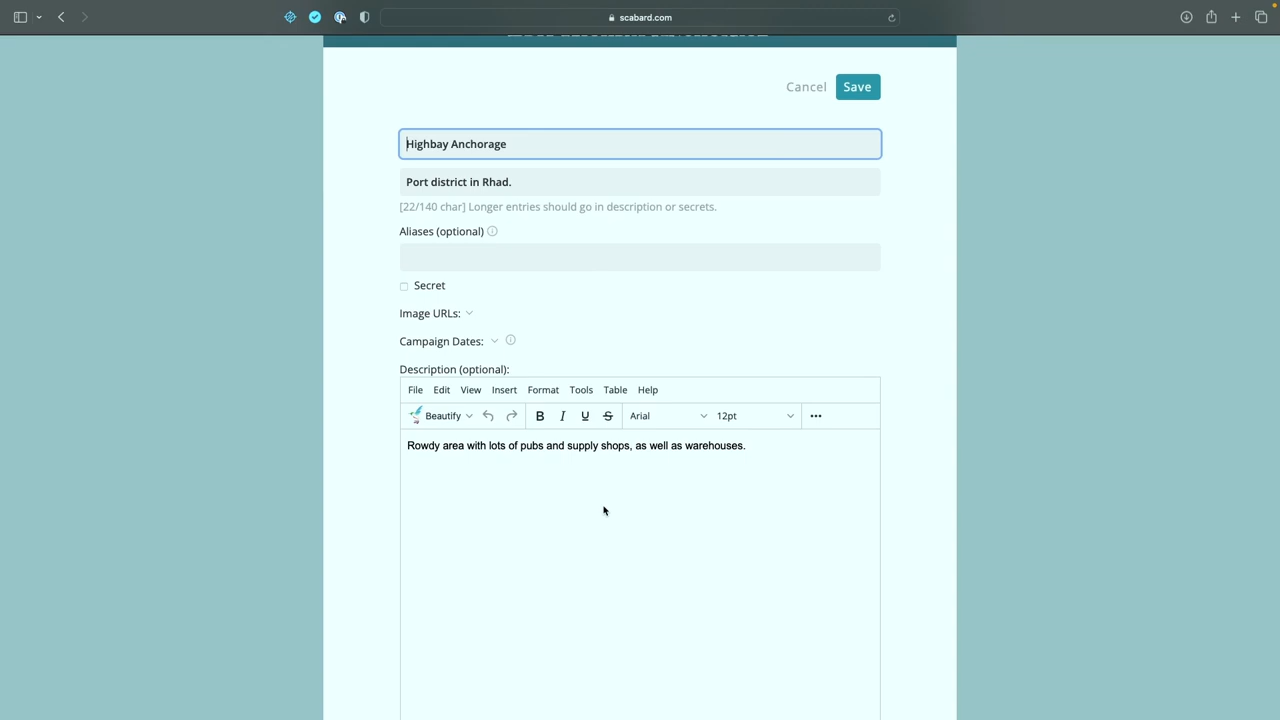 scabard.com
Cancel Save
Highbay Anchorage
Port district in Rhad.
[22/140 char] Longer entries should go in description or secrets.
Aliases (optional)
Secret
Image URLs:
Campaign Dates:
Description (optional):
File Edit View Insert Format Tools Table Help
Beautify B I U S Arial 12pt
Rowdy area with lots of pubs and supply shops, as well as warehouses.